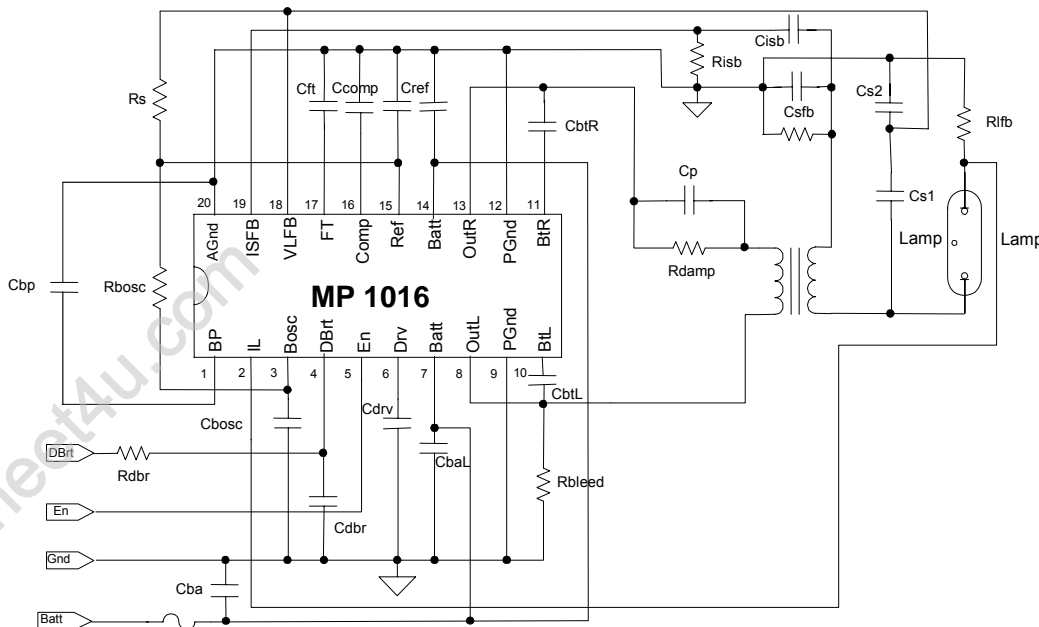 Cisb
Risb
Rs
Cft
Ccomp
Cref
CbtR
Csfb
Cs2
Rlfb
Cp
Cs1
20 19 18 17 16 15 14 13 12 11
AGnd ISFB VLFB FT Comp Ref Batt OutR PGnd BtR
Rdamp
Lamp
Lamp
Cbp
Rbosc
MP 1016
BP IL Bosc DBrt En Drv Batt OutL PGnd BtL
1 2 3 4 5 6 7 8 9 10
CbtL
Cbosc
Cdrv
CbaL
DBrt
Rdbr
Rbleed
En
Cdbr
Gnd
Cba
Batt
heet4u.com